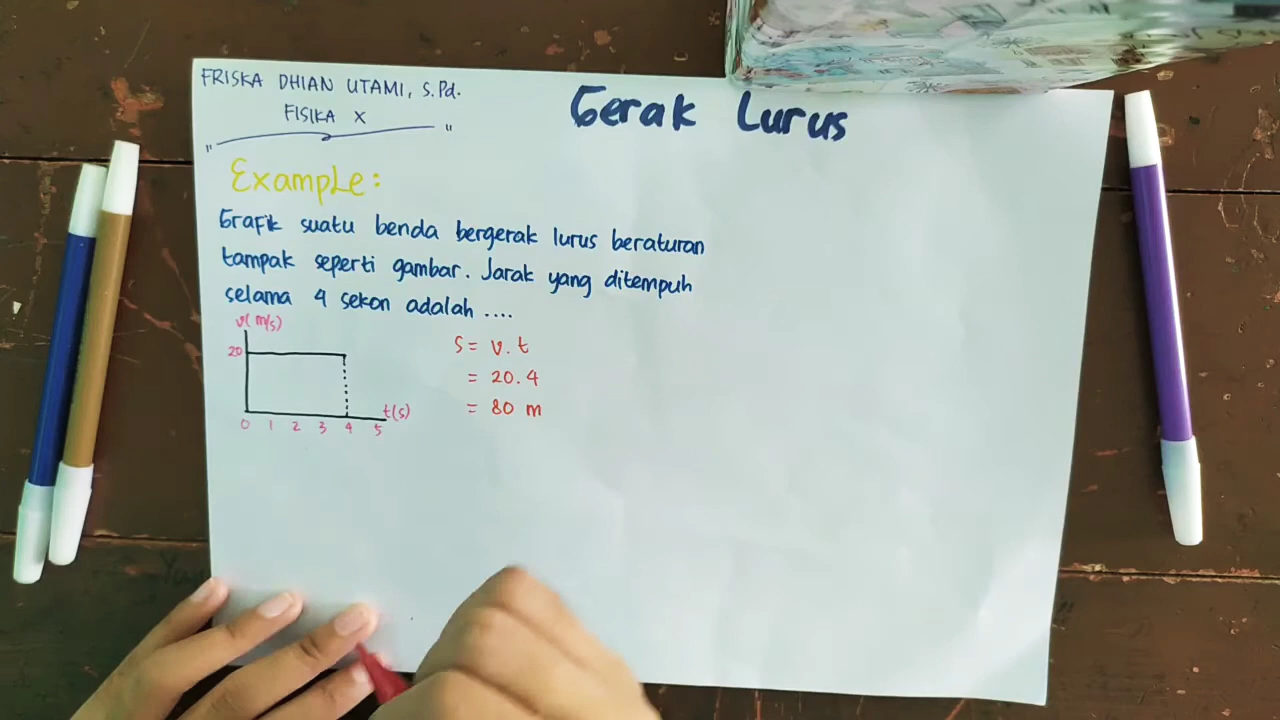 FRISKA DHIAN UTAMI, S.Pd.
FISIKA X
Gerak Lurus
Example:
Grafik suatu benda bergerak lurus beraturan
tampak seperti gambar. Jarak yang ditempuh
selama 4 sekon adalah ....
v(m/s)
20
t(s)
0 1 2 3 4 5
S = v.t
= 20.4
= 80 m